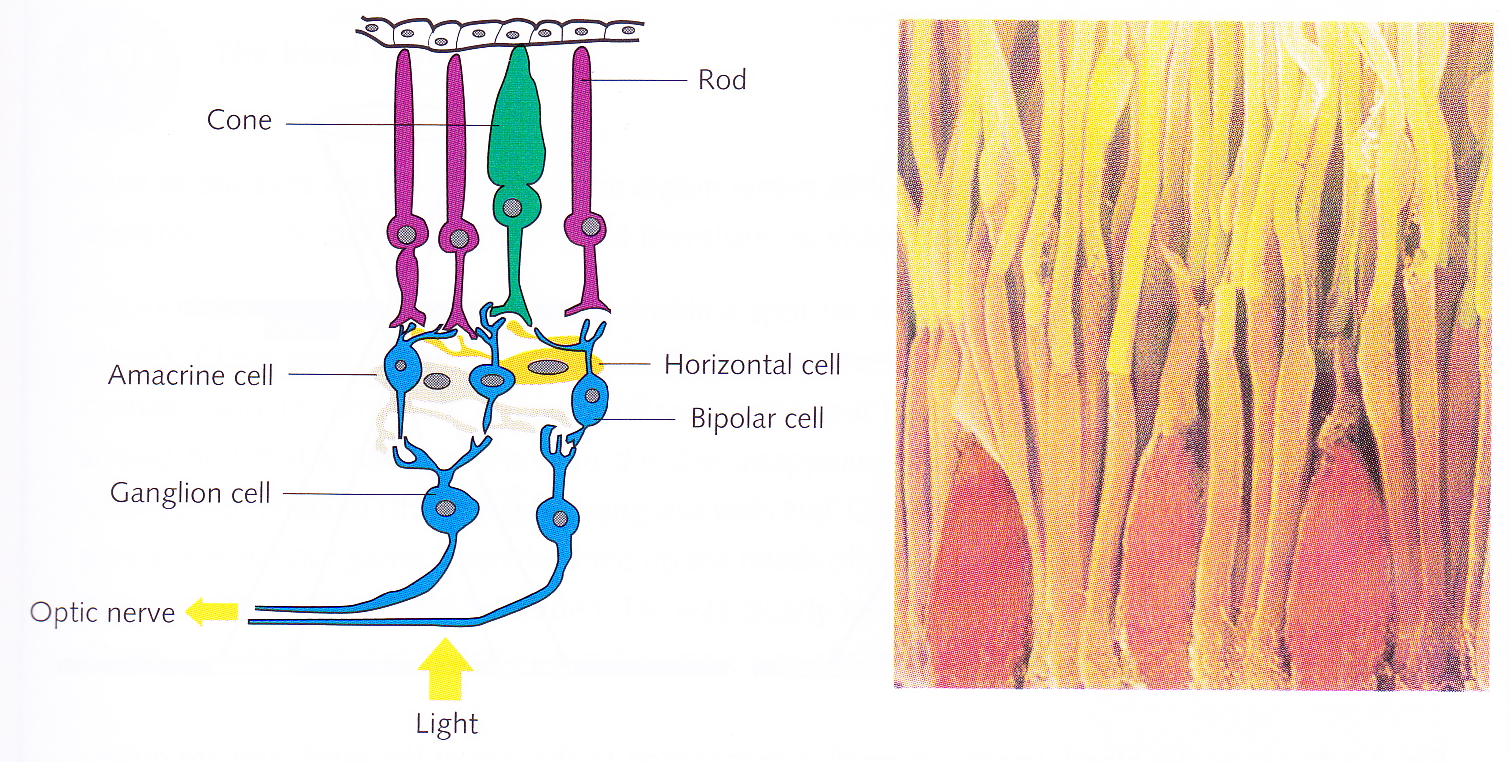 Rod
Cone
Horizontal cell
Amacrine cell
Bipolar cell
Ganglion cell
Optic nerve
Light